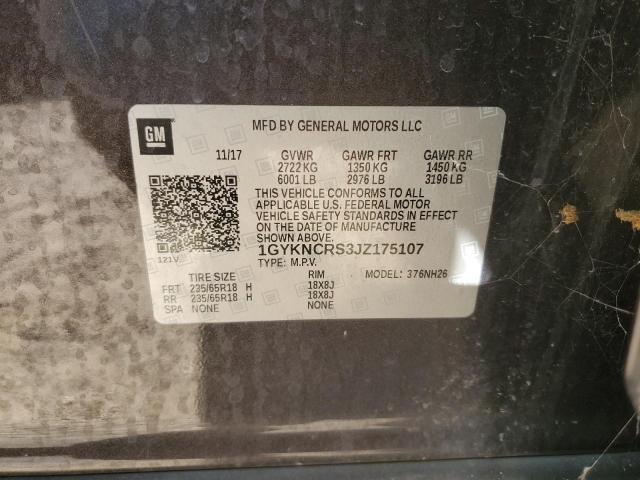 GM
MFD BY GENERAL MOTORS LLC
11/17 GVWR GAWR FRT GAWR RR
2722 KG 1350 KG 1450 KG
6001 LB 2976 LB 3196 LB
THIS VEHICLE CONFORMS TO ALL
APPLICABLE U.S. FEDERAL MOTOR
VEHICLE SAFETY STANDARDS IN EFFECT
ON THE DATE OF MANUFACTURE
SHOWN ABOVE.
121V 1GYKNCRS3JZ175107
TYPE: M.P.V.
TIRE SIZE RIM MODEL: 376NH26
FRT 235/65R18 H 18X8J
RR 235/65R18 H 18X8J
SPA NONE NONE